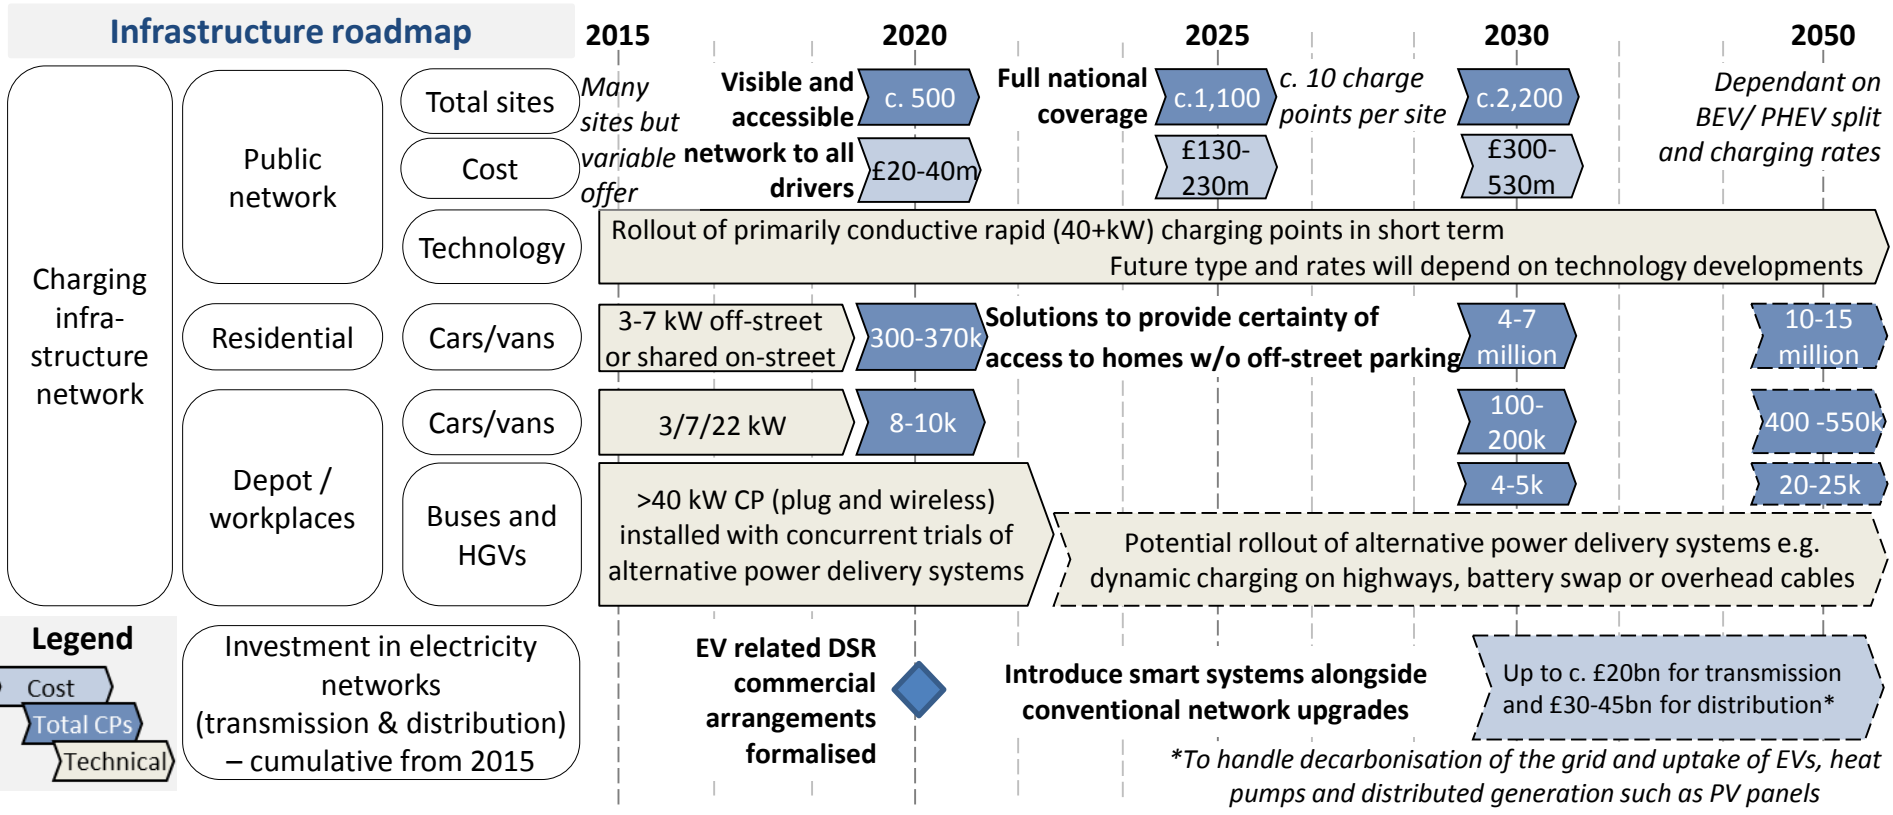 Infrastructure roadmap
2015
2020
2025
2030
2050
Charging
infra-
structure
network
Public
network
Total sites
Many
sites but
variable
offer
Visible and
accessible
network to all
drivers
c. 500
Full national
coverage
c.1,100
c. 10 charge
points per site
c.2,200
Dependant on
BEV/ PHEV split
and charging rates
Cost
£20-40m
£130-
230m
£300-
530m
Technology
Rollout of primarily conductive rapid (40+kW) charging points in short term
Future type and rates will depend on technology developments
Residential
Cars/vans
3-7 kW off-street
or shared on-street
300-370k
Solutions to provide certainty of
access to homes w/o off-street parking
4-7
million
10-15
million
Depot /
workplaces
Cars/vans
3/7/22 kW
8-10k
100-
200k
400 -550k
Buses and
HGVs
>40 kW CP (plug and wireless)
installed with concurrent trials of
alternative power delivery systems
4-5k
20-25k
Potential rollout of alternative power delivery systems e.g.
dynamic charging on highways, battery swap or overhead cables
Legend
Cost
Total CPs
Technical
Investment in electricity
networks
(transmission & distribution)
– cumulative from 2015
EV related DSR
commercial
arrangements
formalised
Introduce smart systems alongside
conventional network upgrades
Up to c. £20bn for transmission
and £30-45bn for distribution*
*To handle decarbonisation of the grid and uptake of EVs, heat
pumps and distributed generation such as PV panels